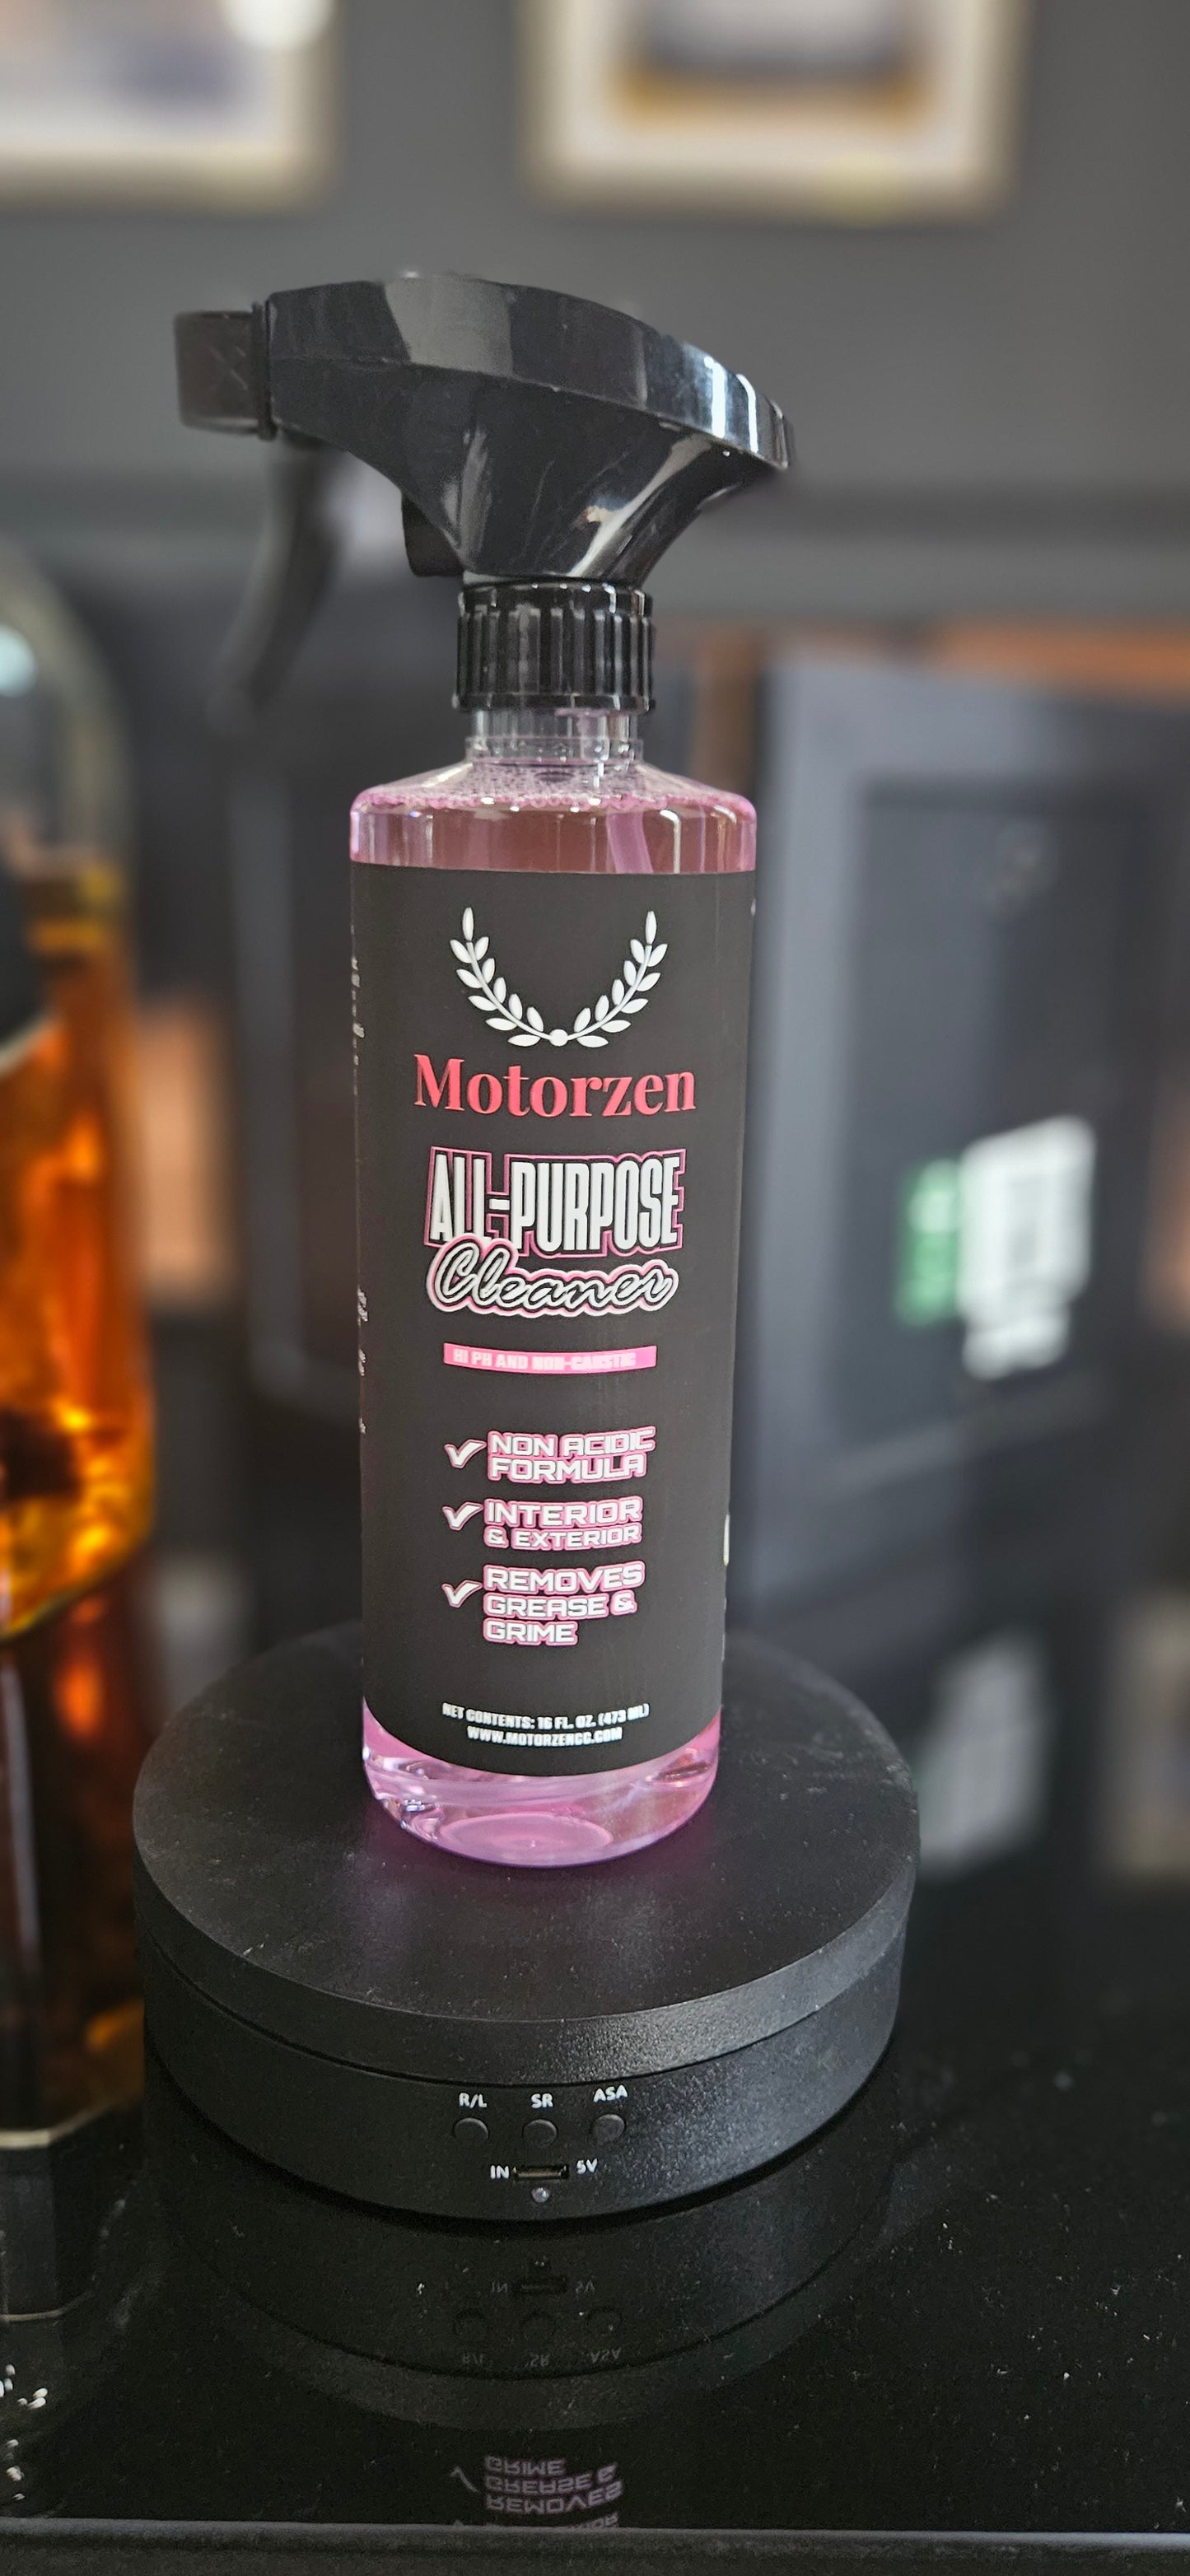 Motorzen
ALL-PURPOSE
Cleaner
HI PH AND NON-CAUSTIC
NON ACIDIC
FORMULA
INTERIOR
& EXTERIOR
REMOVES
GREASE &
GRIME
NET CONTENTS: 16 FL. OZ. (473 ML)
WWW.MOTORZENCC.COM
R/L SR ASA
IN 5V